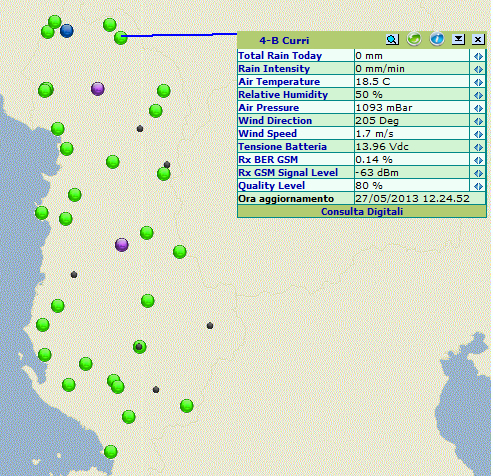 4-B Curri
Total Rain Today 0 mm
Rain Intensity 0 mm/min
Air Temperature 18.5 C
Relative Humidity 50 %
Air Pressure 1093 mBar
Wind Direction 205 Deg
Wind Speed 1.7 m/s
Tensione Batteria 13.96 Vdc
Rx BER GSM 0.14 %
Rx GSM Signal Level -63 dBm
Quality Level 80 %
Ora aggiornamento 27/05/2013 12.24.52
Consulta Digitali